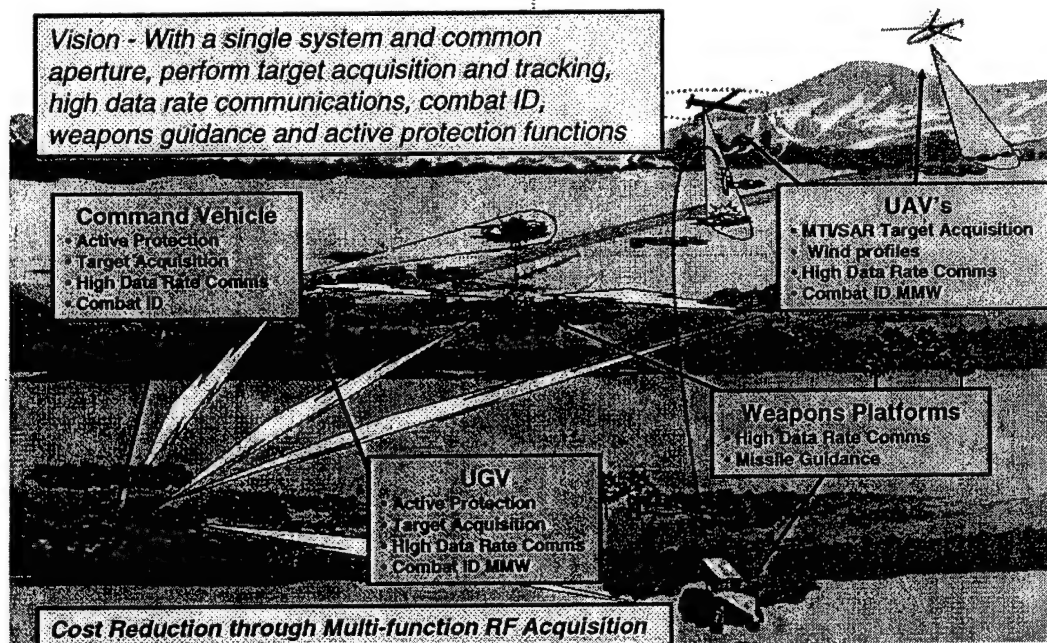 Vision - With a single system and common
aperture, perform target acquisition and tracking,
high data rate communications, combat ID,
weapons guidance and active protection functions
Command Vehicle
• Active Protection
• Target Acquisition
• High Data Rate Comms
• Combat ID
UAV's
• MTI/SAR Target Acquisition
• Wind profiles
• High Data Rate Comms
• Combat ID MMW
Weapons Platforms
• High Data Rate Comms
• Missile Guidance
UGV
• Active Protection
• Target Acquisition
• High Data Rate Comms
• Combat ID MMW
Cost Reduction through Multi-function RF Acquisition